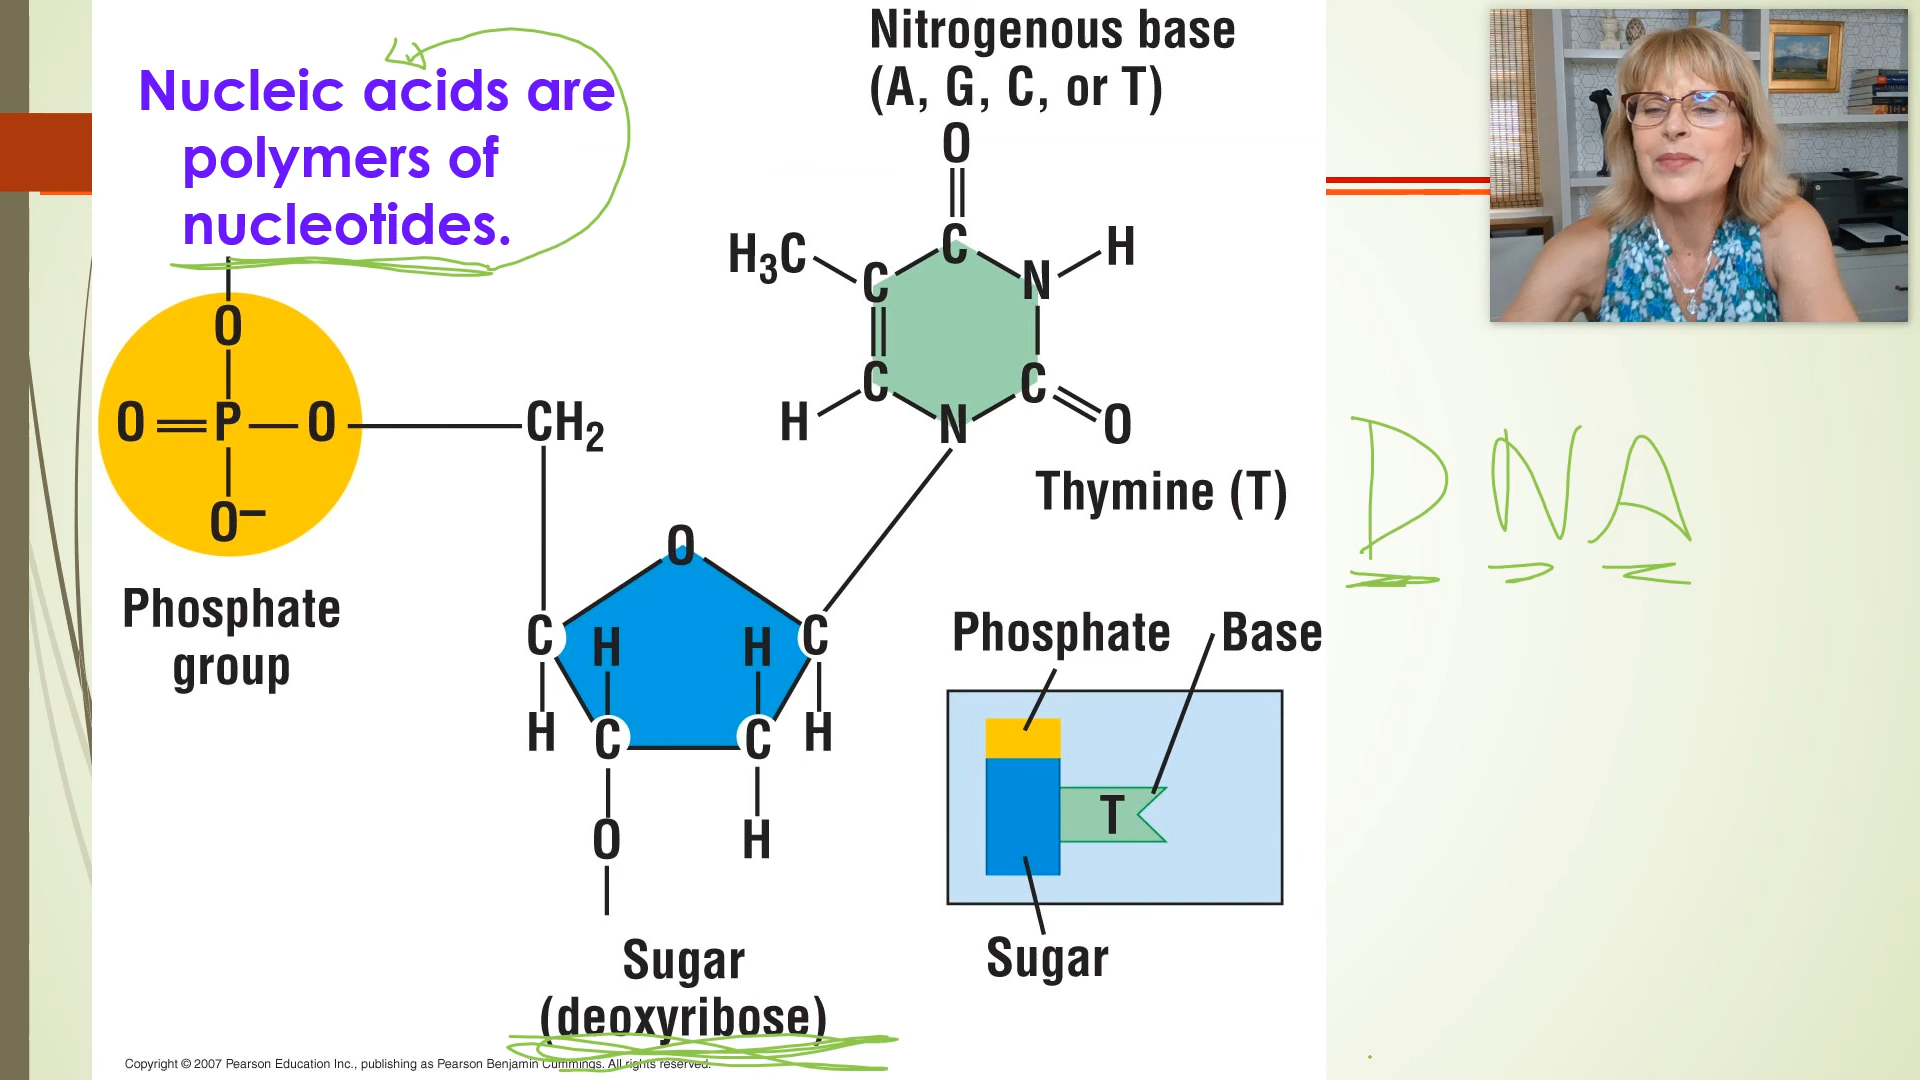 Nucleic acids are
polymers of
nucleotides.
Nitrogenous base
(A, G, C, or T)
O
H3C
C
C
N
H
C
C
H
N
O
Thymine (T)
O
O
P
O
O−
CH2
Phosphate
group
O
C
H
H
C
H
C
C
H
O
H
Sugar
(deoxyribose)
DNA
Phosphate
Base
T
Sugar
Copyright © 2007 Pearson Education Inc., publishing as Pearson Benjamin Cummings. All rights reserved.